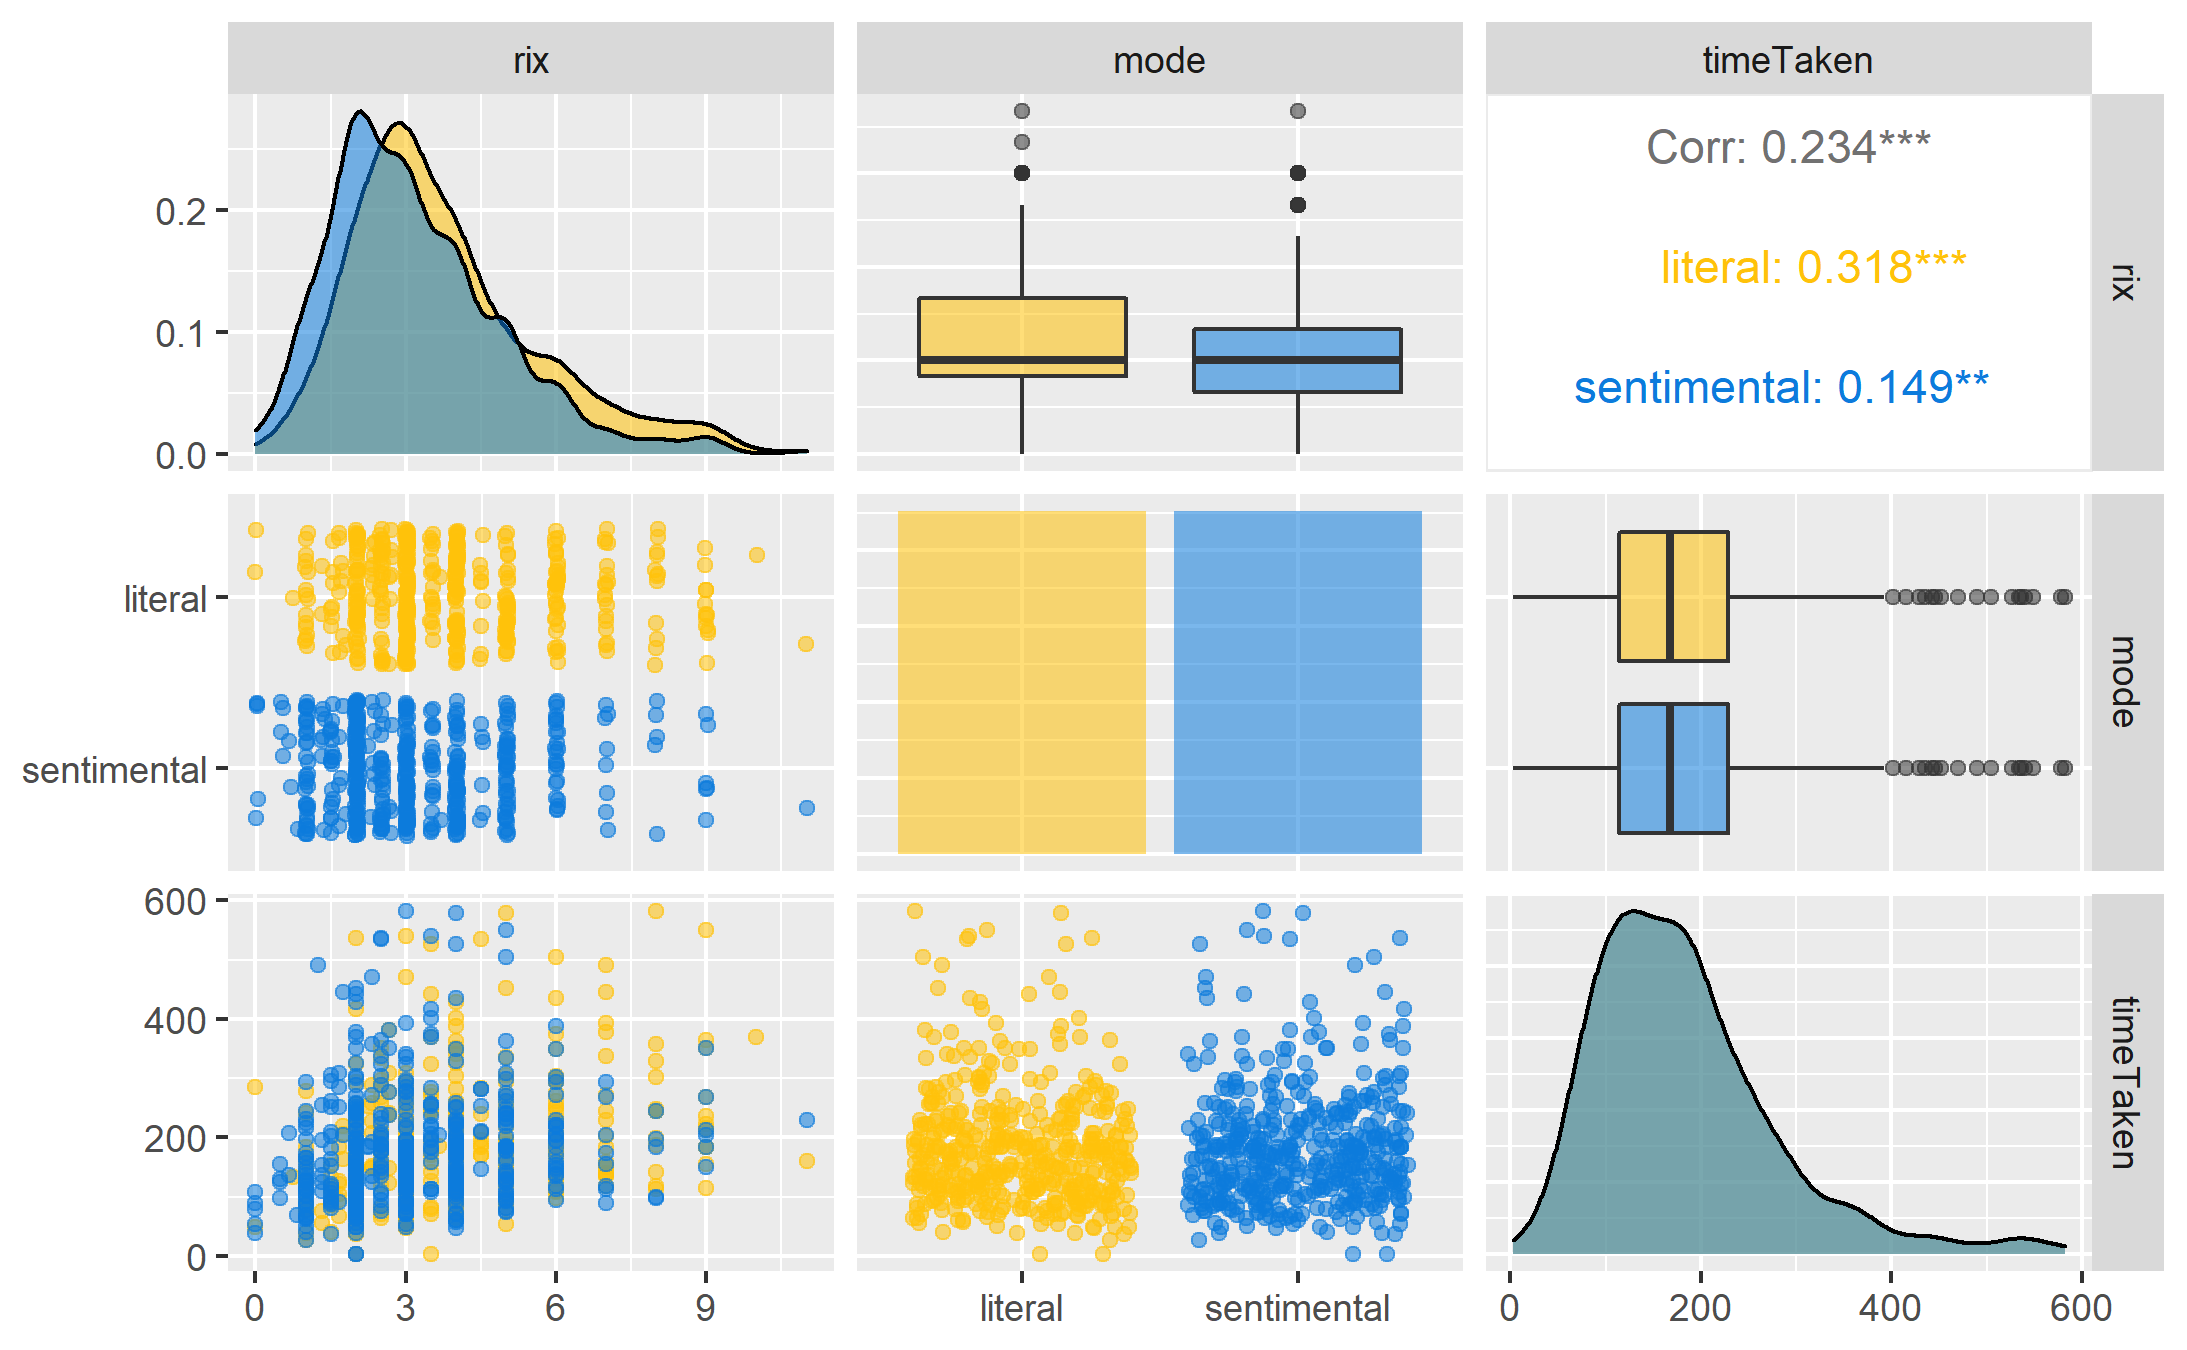 rix mode timeTaken
0.2
0.1
0.0
Corr: 0.234***
literal: 0.318***
sentimental: 0.149**
rix
literal
sentimental
mode
600
400
200
0
timeTaken
0 3 6 9
literal sentimental
0 200 400 600